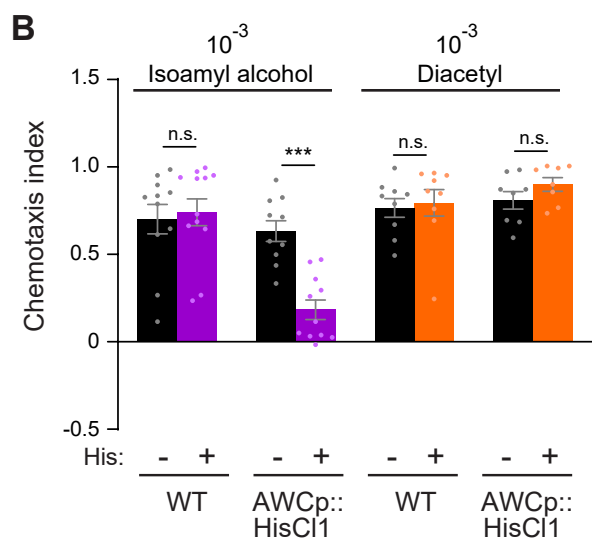 B
10⁻³ 10⁻³
Isoamyl alcohol Diacetyl
1.5
n.s. *** n.s. n.s.
1.0
0.5
0
-0.5
Chemotaxis index
His: - + - + - + - +
WT AWCp:: WT AWCp::
HisCl1 HisCl1